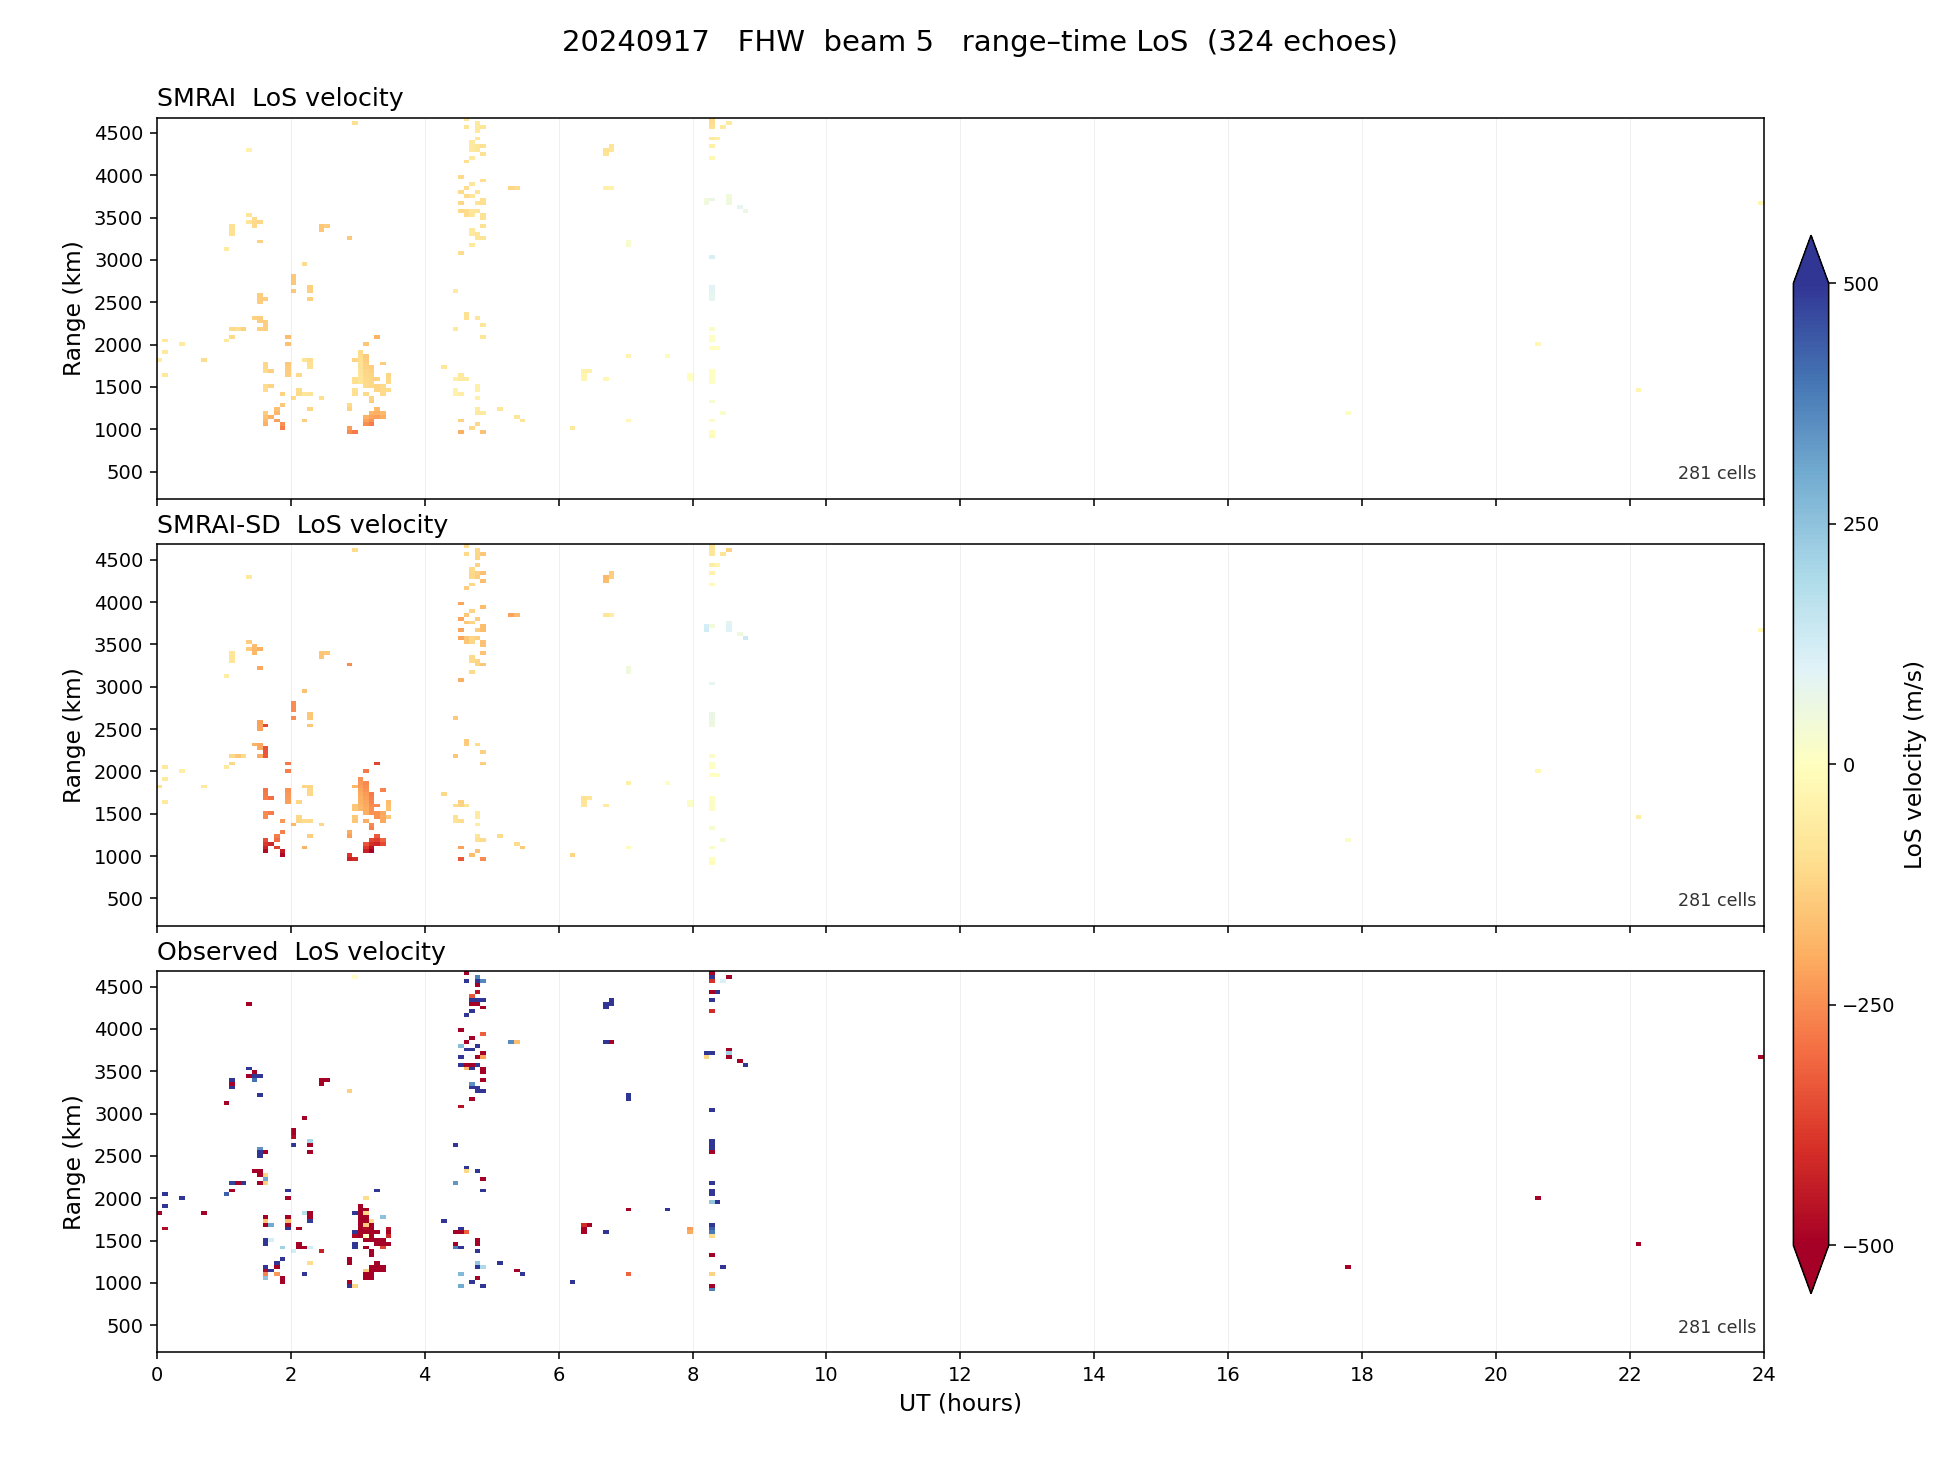 20240917   FHW  beam 5   range–time LoS  (324 echoes)
SMRAI  LoS velocity
4500
4000
3500
3000
2500
2000
1500
1000
500
Range (km)
281 cells
SMRAI-SD  LoS velocity
4500
4000
3500
3000
2500
2000
1500
1000
500
Range (km)
281 cells
Observed  LoS velocity
4500
4000
3500
3000
2500
2000
1500
1000
500
Range (km)
281 cells
0 2 4 6 8 10 12 14 16 18 20 22 24
UT (hours)
500
250
0
−250
−500
LoS velocity (m/s)